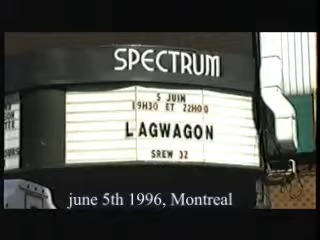 SPECTRUM
5 JUIN
19H30 ET 22H00
LAGWAGON
SREW 32
june 5th 1996, Montreal